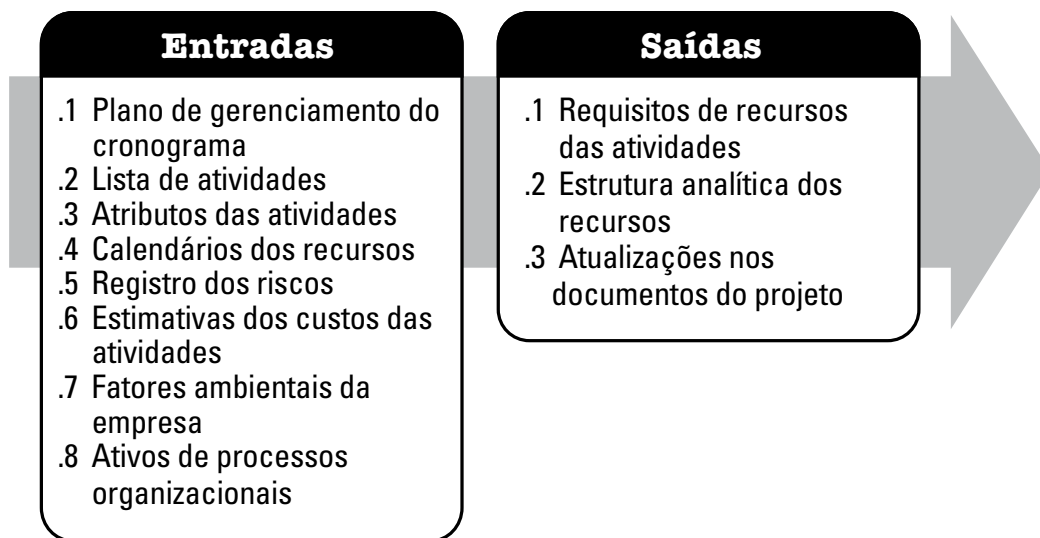 Entradas
.1 Plano de gerenciamento do
cronograma
.2 Lista de atividades
.3 Atributos das atividades
.4 Calendários dos recursos
.5 Registro dos riscos
.6 Estimativas dos custos das
atividades
.7 Fatores ambientais da
empresa
.8 Ativos de processos
organizacionais
Saídas
.1 Requisitos de recursos
das atividades
.2 Estrutura analítica dos
recursos
.3 Atualizações nos
documentos do projeto